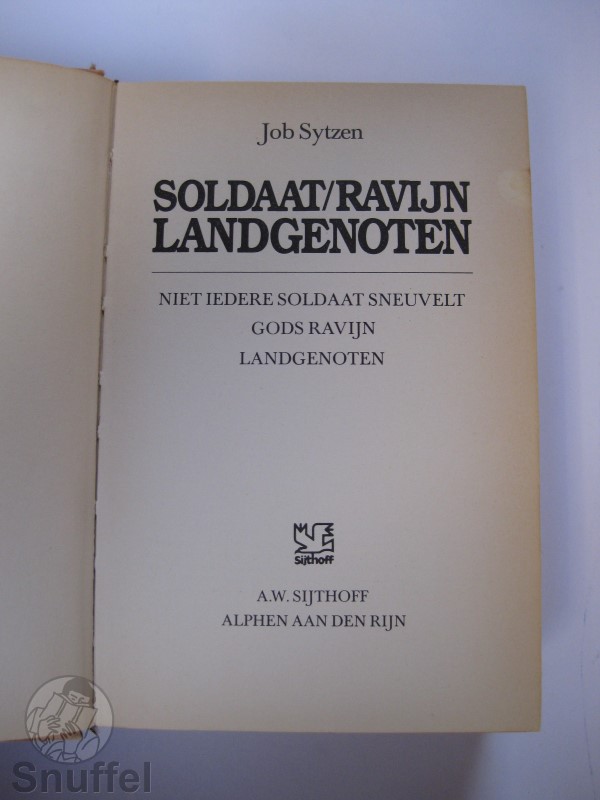 Job Sytzen
SOLDAAT/RAVIJN
LANDGENOTEN
NIET IEDERE SOLDAAT SNEUVELT
GODS RAVIJN
LANDGENOTEN
Sijthoff
A.W. SIJTHOFF
ALPHEN AAN DEN RIJN
Snuffel